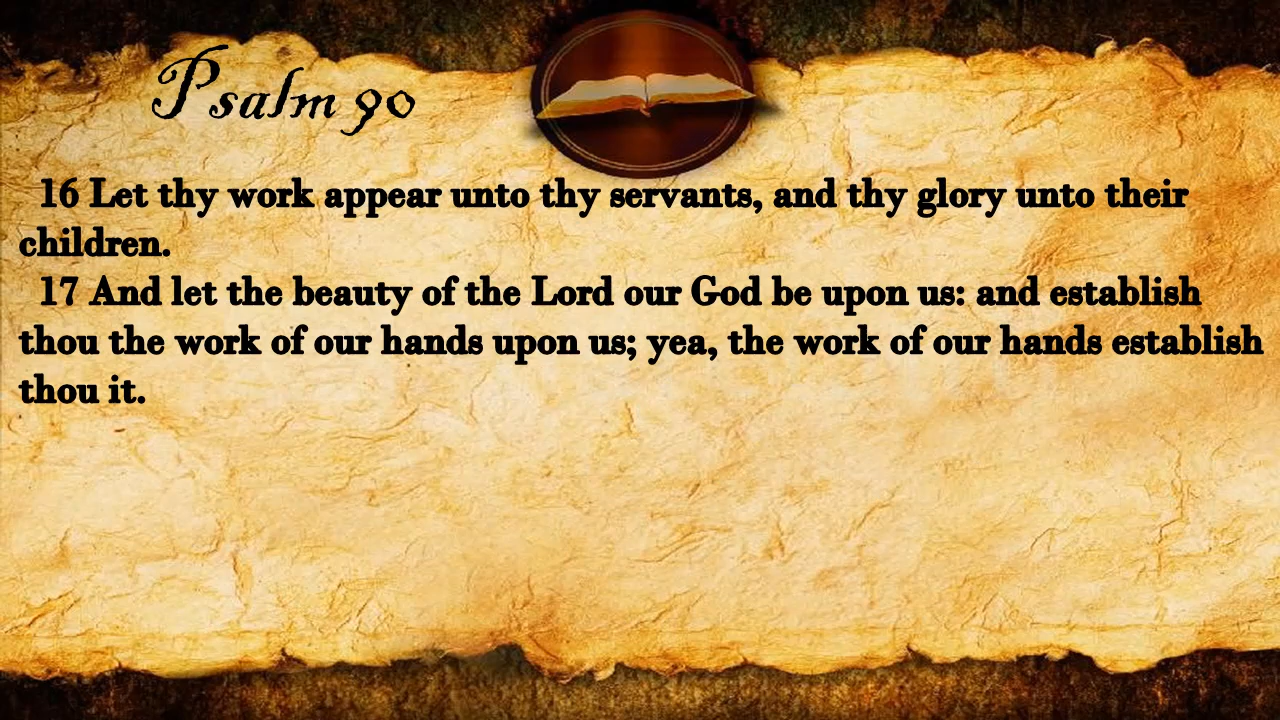 Psalm 90
16 Let thy work appear unto thy servants, and thy glory unto their
children.
17 And let the beauty of the Lord our God be upon us: and establish
thou the work of our hands upon us; yea, the work of our hands establish
thou it.